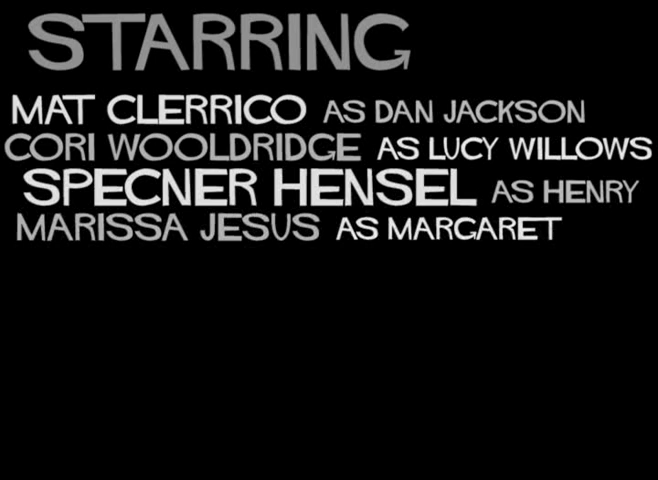 STARRING
MAT CLERRICO AS DAN JACKSON
CORI WOOLDRIDGE AS LUCY WILLOWS
SPECNER HENSEL AS HENRY
MARISSA JESUS AS MARGARET